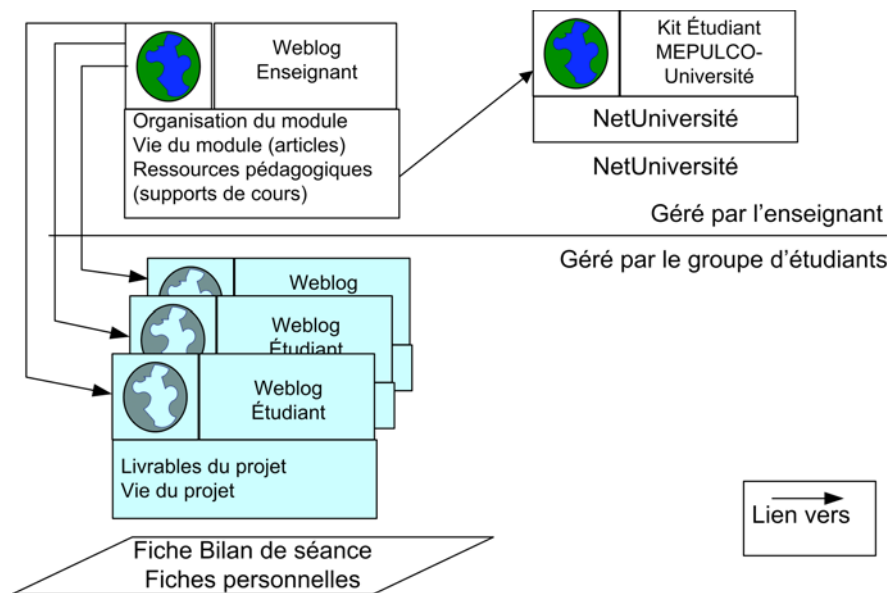 Weblog
Enseignant
Organisation du module
Vie du module (articles)
Ressources pédagogiques
(supports de cours)
Kit Étudiant
MEPULCO-
Université
NetUniversité
NetUniversité
Géré par l'enseignant
Géré par le groupe d'étudiants
Weblog
Weblog
Étudiant
Weblog
Étudiant
Livrables du projet
Vie du projet
Fiche Bilan de séance
Fiches personnelles
Lien vers